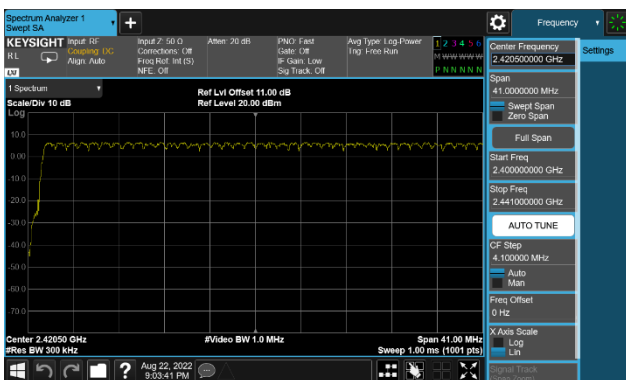 Spectrum Analyzer 1
Swept SA
Frequency
KEYSIGHT
RL
LXI
Input: RF
Coupling: DC
Align: Auto
Input Z: 50 Ω
Corrections: Off
Freq Ref: Int (S)
NFE: Off
Atten: 20 dB
PNO: Fast
Gate: Off
IF Gain: Low
Sig Track: Off
Avg Type: Log-Power
Trig: Free Run
1 2 3 4 5 6
M W W W W W
P N N N N N
Center Frequency
2.420500000 GHz
Settings
Span
41.0000000 MHz
Swept Span
Zero Span
Full Span
Start Freq
2.400000000 GHz
Stop Freq
2.441000000 GHz
AUTO TUNE
CF Step
4.100000 MHz
Auto
Man
Freq Offset
0 Hz
X Axis Scale
Log
Lin
Signal Track
(Span Zoom)
1 Spectrum
Scale/Div 10 dB
Ref Lvl Offset 11.00 dB
Ref Level 20.00 dBm
Log
10.0
0.00
-10.0
-20.0
-30.0
-40.0
-50.0
-60.0
-70.0
Center 2.42050 GHz
#Res BW 300 kHz
#Video BW 1.0 MHz
Span 41.00 MHz
Sweep 1.00 ms (1001 pts)
Aug 22, 2022
9:03:41 PM